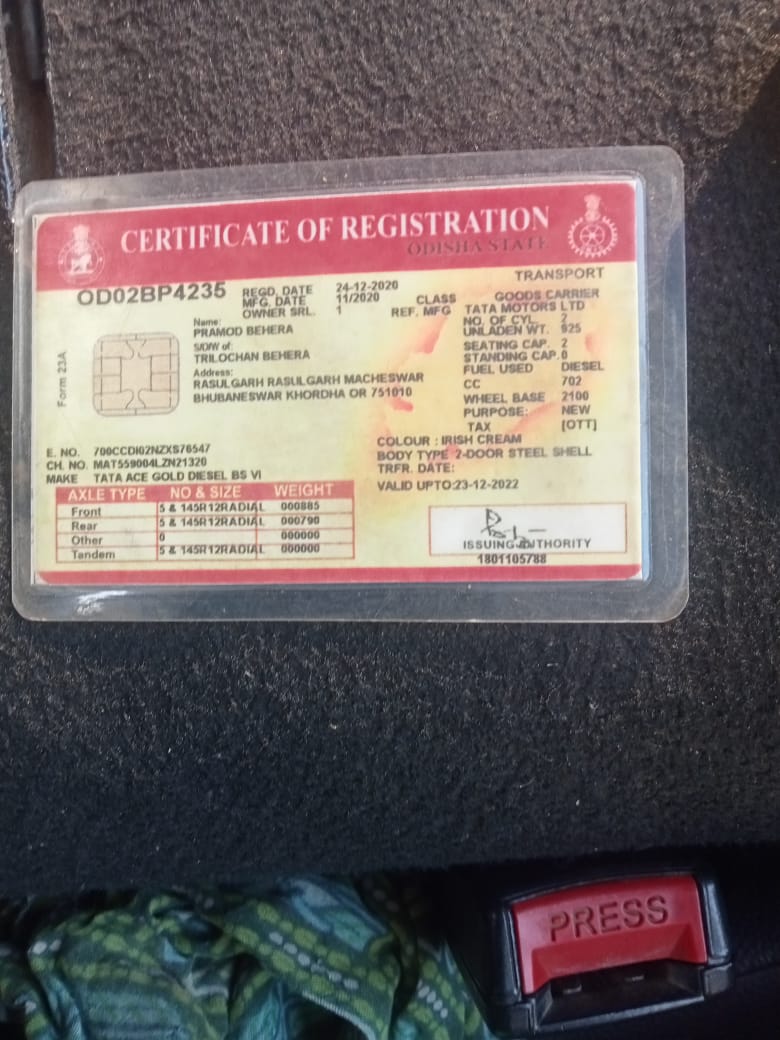 CERTIFICATE OF REGISTRATION
ODISHA STATE
TRANSPORT
OD02BP4235
REGD. DATE 24-12-2020
MFG. DATE 11/2020
OWNER SRL. 1
CLASS GOODS CARRIER
REF. MFG TATA MOTORS LTD
NO. OF CYL. 2
UNLADEN WT. 925
SEATING CAP. 2
STANDING CAP. 0
FUEL USED DIESEL
CC 702
WHEEL BASE 2100
PURPOSE: NEW
TAX [OTT]
Form 23A
Name:
PRAMOD BEHERA
S/D/W of:
TRILOCHAN BEHERA
Address:
RASULGARH RASULGARH MACHESWAR
BHUBANESWAR KHORDHA OR 751010
E. NO. 700CCDI02NZXS76547
CH. NO. MAT559004LZN21320
MAKE TATA ACE GOLD DIESEL BS VI
COLOUR : IRISH CREAM
BODY TYPE 2-DOOR STEEL SHELL
TRFR. DATE:
VALID UPTO:23-12-2022
AXLE TYPE NO & SIZE WEIGHT
Front 5 & 145R12RADIAL 000885
Rear 5 & 145R12RADIAL 000790
Other 0 000000
Tandem 5 & 145R12RADIAL 000000
ISSUING AUTHORITY
1801105788
PRESS